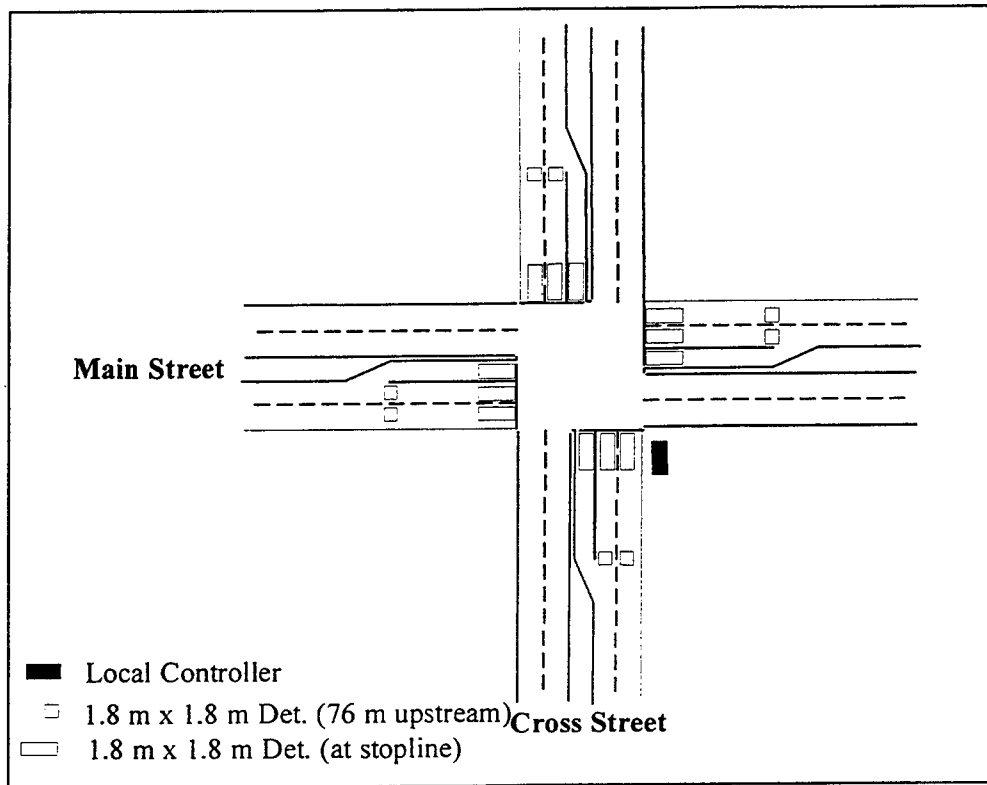 Main Street
Local Controller
1.8 m x 1.8 m Det. (76 m upstream)
Cross Street
1.8 m x 1.8 m Det. (at stopline)